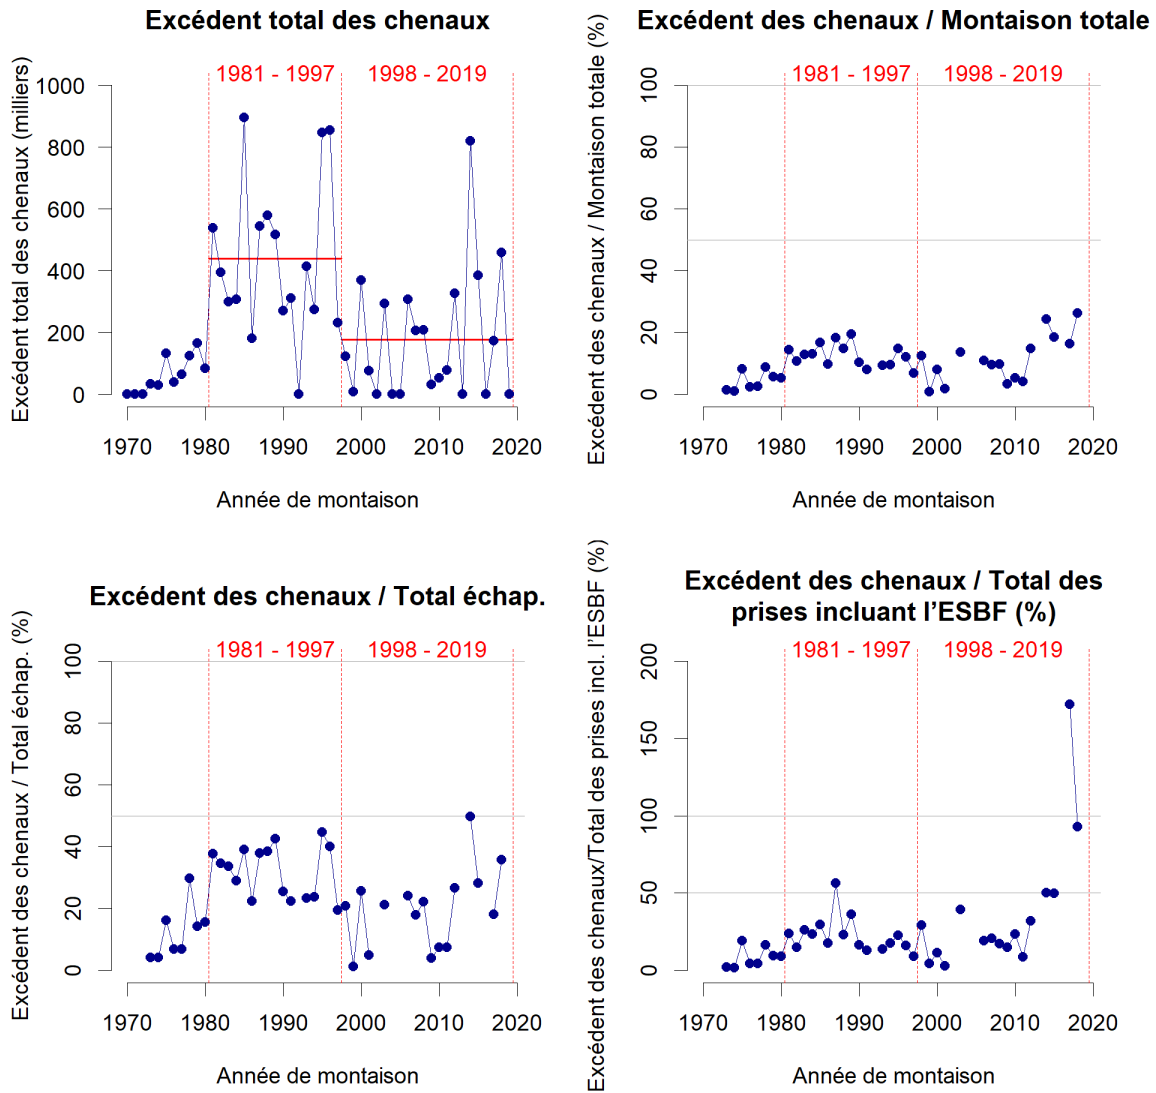 Excédent total des chenaux
Excédent total des chenaux (milliers)
1981 - 1997
1998 - 2019
1000
800
600
400
200
0
1970 1980 1990 2000 2010 2020
Année de montaison
Excédent des chenaux / Montaison totale
Excédent des chenaux / Montaison totale (%)
1981 - 1997
1998 - 2019
100
80
60
40
20
0
1970 1980 1990 2000 2010 2020
Année de montaison
Excédent des chenaux / Total échap.
Excédent des chenaux / Total échap. (%)
1981 - 1997
1998 - 2019
100
80
60
40
20
0
1970 1980 1990 2000 2010 2020
Année de montaison
Excédent des chenaux / Total des
prises incluant l’ESBF (%)
Excédent des chenaux/Total des prises incl. l’ESBF (%)
1981 - 1997
1998 - 2019
200
150
100
50
0
1970 1980 1990 2000 2010 2020
Année de montaison